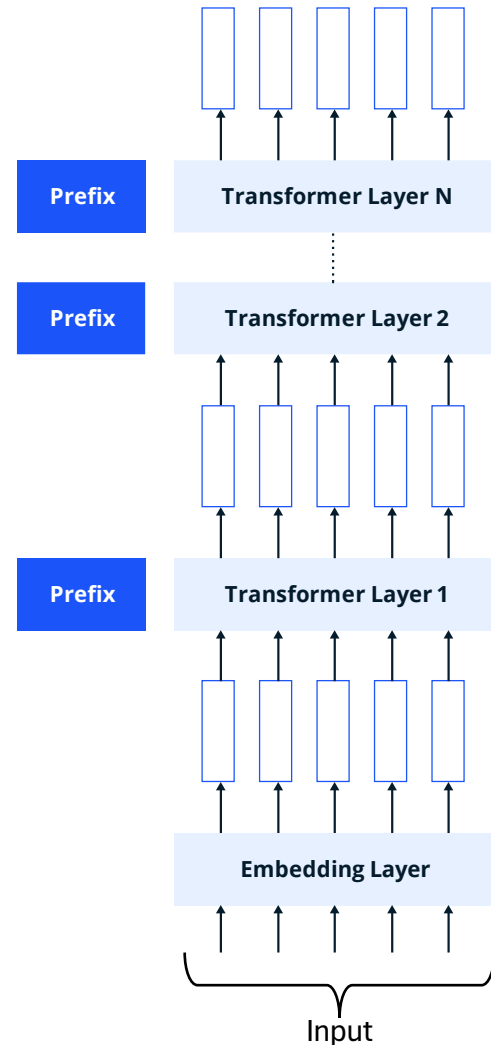 Prefix
Transformer Layer N
Prefix
Transformer Layer 2
Prefix
Transformer Layer 1
Embedding Layer
Input